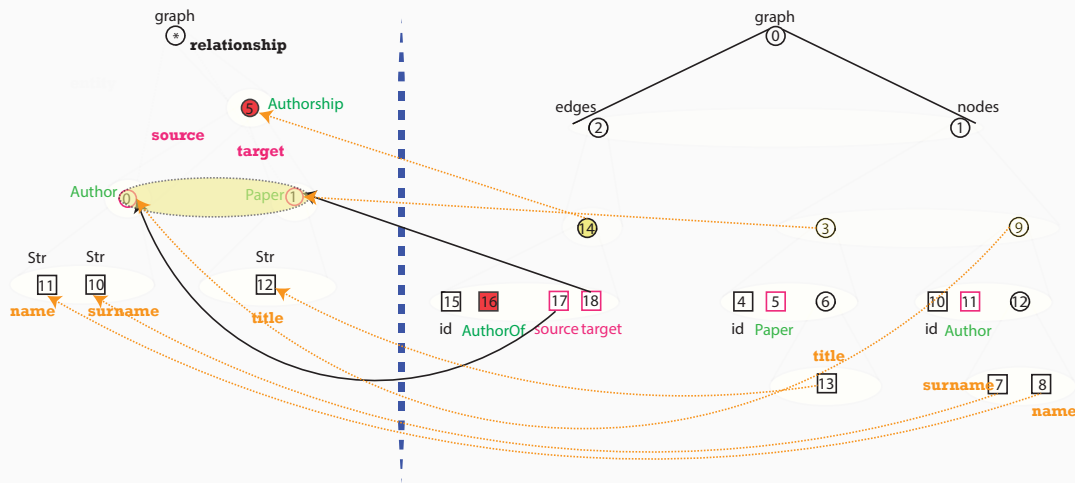 graph
*
relationship
5
Authorship
source
target
Author
0
Paper
1
Str
Str
Str
11
10
12
name
surname
title
graph
0
edges
nodes
2
1
14
3
9
15
16
17
18
id
AuthorOf
source
target
4
5
6
id
Paper
10
11
12
id
Author
title
13
surname
7
8
name